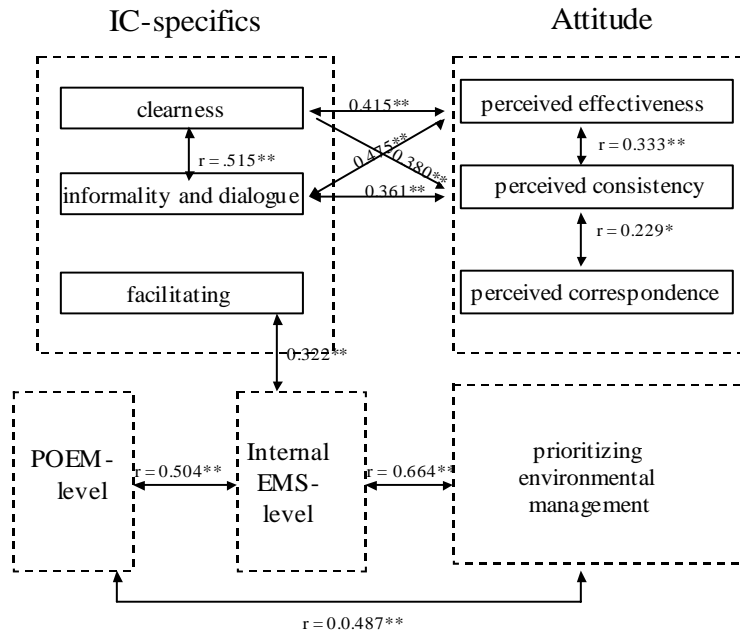 IC-specifics
Attitude
clearness
0.415**
perceived effectiveness
r = .515**
0.475**
0.380**
r = 0.333**
informality and dialogue
0.361**
perceived consistency
r = 0.229*
facilitating
perceived correspondence
0.322**
POEM-
level
r = 0.504**
Internal
EMS-
level
r = 0.664**
prioritizing
environmental
management
r = 0.0.487**